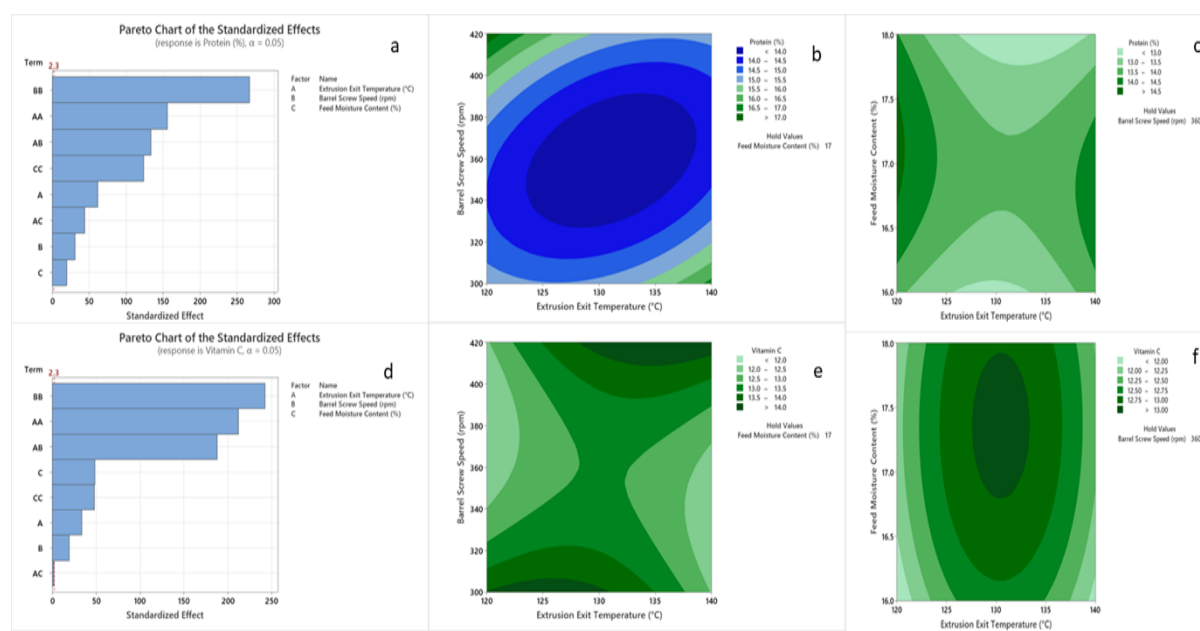 Pareto Chart of the Standardized Effects
(response is Protein (%), α = 0.05)
a
Term
2.3
Factor Name
A Extrusion Exit Temperature (°C)
B Barrel Screw Speed (rpm)
C Feed Moisture Content (%)
BB
AA
AB
CC
A
AC
B
C
0 50 100 150 200 250 300
Standardized Effect
b
Protein (%)
< 14.0
14.0 – 14.5
14.5 – 15.0
15.0 – 15.5
15.5 – 16.0
16.0 – 16.5
16.5 – 17.0
> 17.0
Hold Values
Feed Moisture Content (%) 17
Barrel Screw Speed (rpm)
420
400
380
360
340
320
300
120 125 130 135 140
Extrusion Exit Temperature (°C)
Protein (%)
< 13.0
13.0 – 13.5
13.5 – 14.0
14.0 – 14.5
> 14.5
Hold Values
Barrel Screw Speed (rpm) 360
Feed Moisture Content (%)
18.0
17.5
17.0
16.5
16.0
120 125 130 135 140
Extrusion Exit Temperature (°C)
Pareto Chart of the Standardized Effects
(response is Vitamin C, α = 0.05)
d
Term
2.3
Factor Name
A Extrusion Exit Temperature (°C)
B Barrel Screw Speed (rpm)
C Feed Moisture Content (%)
BB
AA
AB
C
CC
A
B
AC
0 50 100 150 200 250
Standardized Effect
e
Vitamin C
< 12.0
12.0 – 12.5
12.5 – 13.0
13.0 – 13.5
13.5 – 14.0
> 14.0
Hold Values
Feed Moisture Content (%) 17
Barrel Screw Speed (rpm)
420
400
380
360
340
320
300
120 125 130 135 140
Extrusion Exit Temperature (°C)
f
Vitamin C
< 12.00
12.00 – 12.25
12.25 – 12.50
12.50 – 12.75
12.75 – 13.00
> 13.00
Hold Values
Barrel Screw Speed (rpm) 360
Feed Moisture Content (%)
18.0
17.5
17.0
16.5
16.0
120 125 130 135 140
Extrusion Exit Temperature (°C)